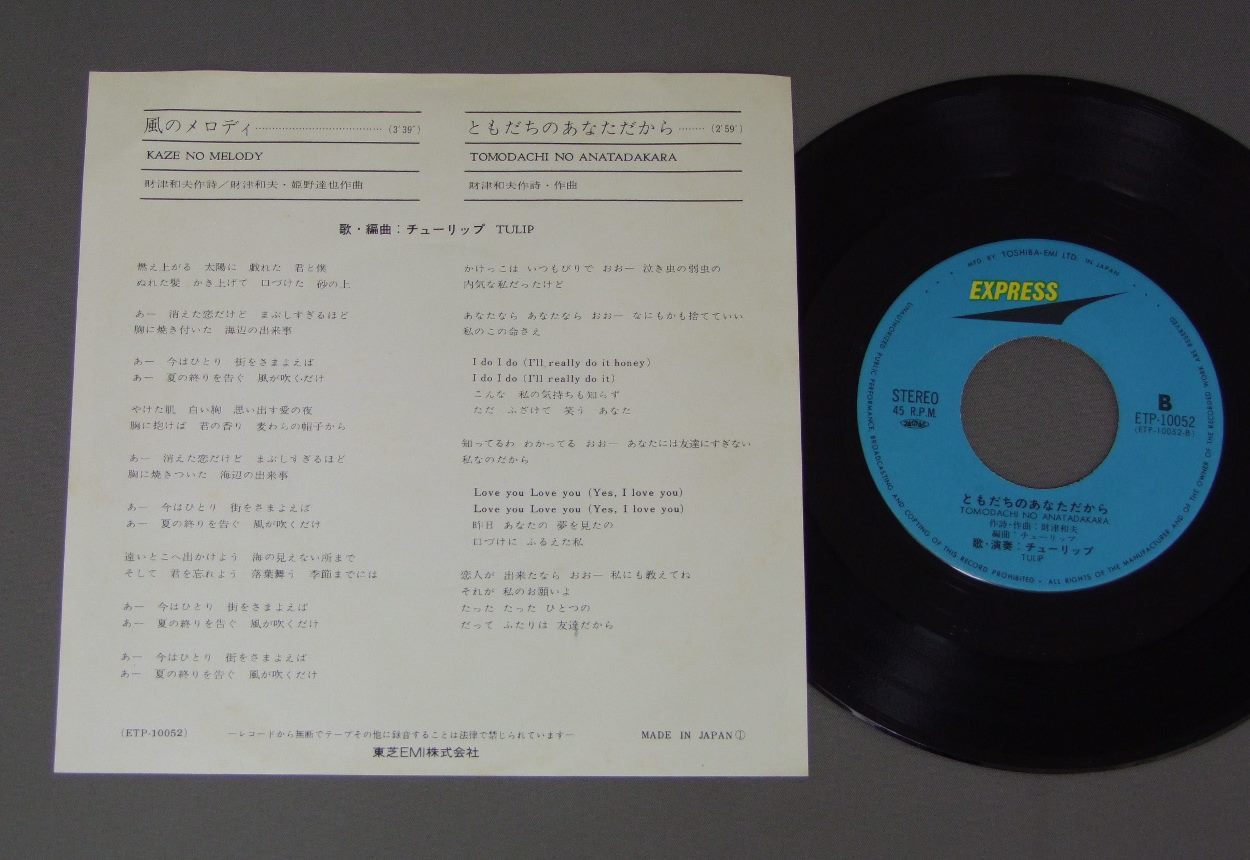 風のメロディ……………………………(3′39″)
KAZE NO MELODY
財津和夫作詩／財津和夫・姫野達也作曲
ともだちのあなただから………(2′59″)
TOMODACHI NO ANATADAKARA
財津和夫作詩・作曲
歌・編曲：チューリップ TULIP
燃え上がる 太陽に 戯れた 君と僕
ぬれた髪 かき上げて 口づけた 砂の上
あー 消えた恋だけど まぶしすぎるほど
胸に焼き付いた 海辺の出来事
あー 今はひとり 街をさまよえば
あー 夏の終りを告ぐ 風が吹くだけ
やけた肌 白い胸 思い出す愛の夜
胸に抱けば 君の香り 麦わらの帽子から
あー 消えた恋だけど まぶしすぎるほど
胸に焼きついた 海辺の出来事
あー 今はひとり 街をさまよえば
あー 夏の終りを告ぐ 風が吹くだけ
遠いとこへ出かけよう 海の見えない所まで
そして 君を忘れよう 落葉舞う 季節までには
あー 今はひとり 街をさまよえば
あー 夏の終りを告ぐ 風が吹くだけ
あー 今はひとり 街をさまよえば
あー 夏の終りを告ぐ 風が吹くだけ
かけっこは いつもびりで おおー 泣き虫の弱虫の
内気な私だったけど
あなたなら あなたなら おおー なにもかも捨てていい
私のこの命さえ
I do I do (I'll really do it honey)
I do I do (I'll really do it)
こんな 私の気持ちも知らず
ただ ふざけて 笑う あなた
知ってるわ わかってる おおー あなたには友達にすぎない
私なのだから
Love you Love you (Yes, I love you)
Love you Love you (Yes, I love you)
昨日 あなたの 夢を見たの
口づけに ふるえた私
恋人が 出来たなら おおー 私にも教えてね
それが 私のお願いよ
たった たった ひとつの
だって ふたりは 友達だから
(ETP-10052)
—レコードから無断でテープその他に録音することは法律で禁じられています—
MADE IN JAPAN①
東芝EMI株式会社
MFD. BY TOSHIBA-EMI LTD. IN JAPAN
EXPRESS
STEREO
45 R.P.M.
B
ETP-10052
(ETP-10052-B)
ともだちのあなただから
TOMODACHI NO ANATADAKARA
作詩・作曲：財津和夫
編曲：チューリップ
歌・演奏：チューリップ
TULIP
UNAUTHORIZED PUBLIC PERFORMANCE BROADCASTING AND COPYING OF THIS RECORD PROHIBITED • ALL RIGHTS OF THE MANUFACTURER AND OF THE OWNER OF THE RECORDED WORK ARE RESERVED